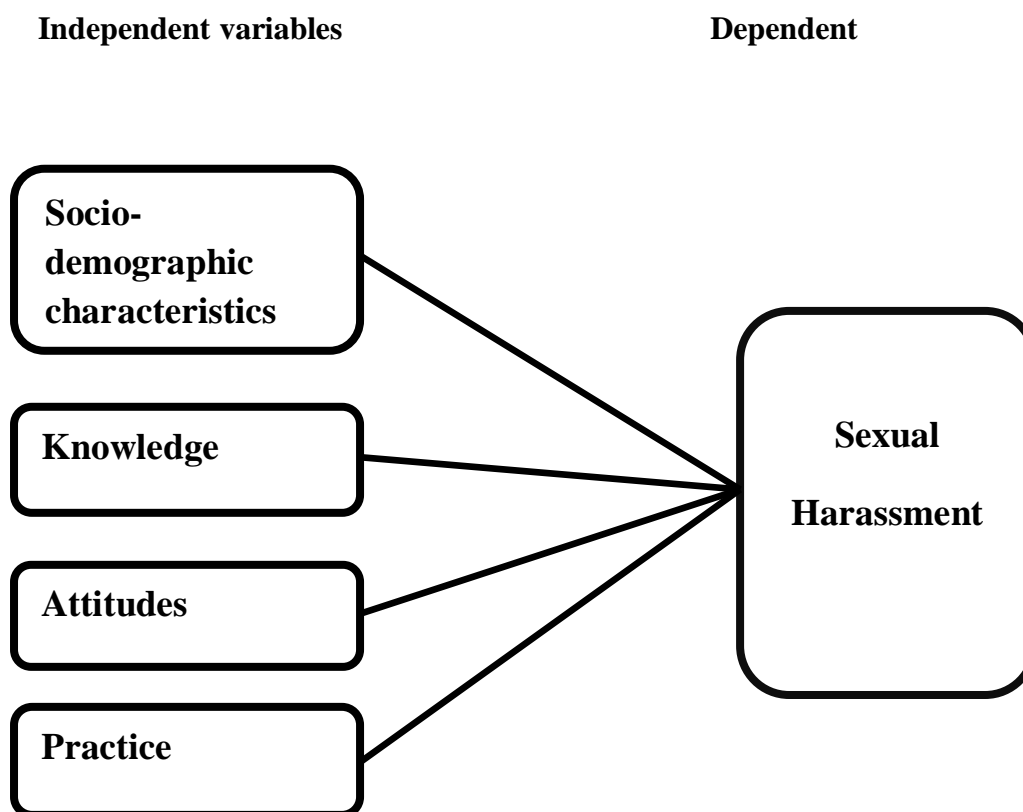 Independent variables
Dependent
Socio-
demographic
characteristics
Knowledge
Attitudes
Practice
Sexual
Harassment